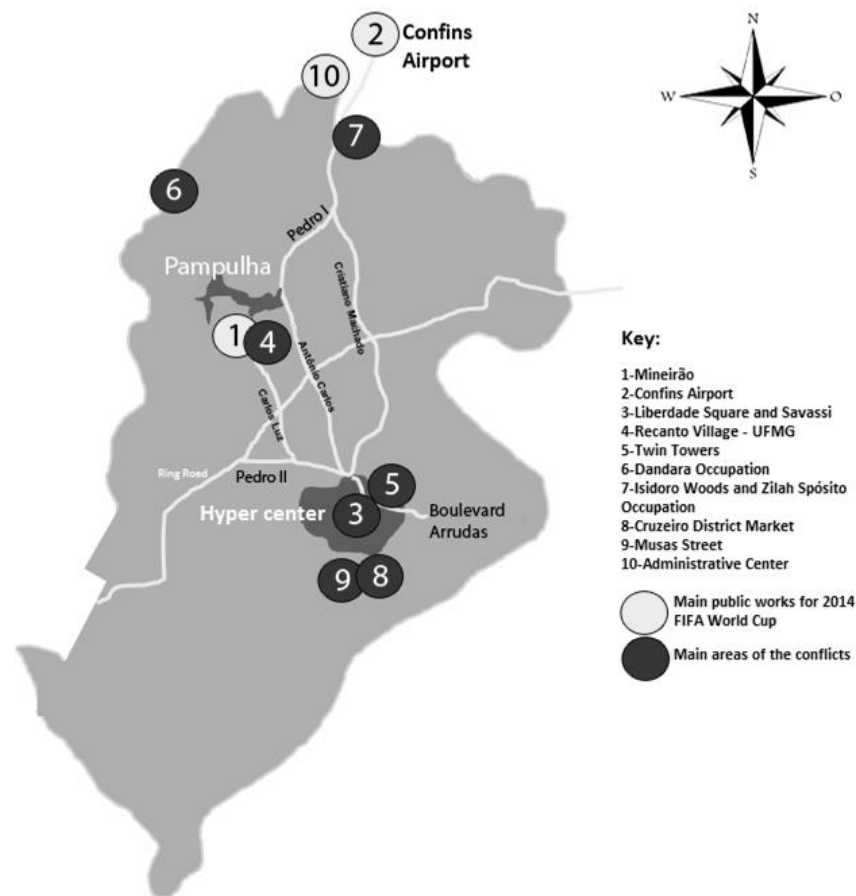 2
Confins
Airport
10
7
6
Pedro I
Pampulha
Cristiano Machado
1
4
Antônio Carlos
Carlos Luz
Ring Road
Pedro II
5
Hyper center
3
Boulevard
Arrudas
9
8
N
W
O
S
Key:
1-Mineirão
2-Confins Airport
3-Liberdade Square and Savassi
4-Recanto Village - UFMG
5-Twin Towers
6-Dandara Occupation
7-Isidoro Woods and Zilah Spósito
Occupation
8-Cruzeiro District Market
9-Musas Street
10-Administrative Center
Main public works for 2014
FIFA World Cup
Main areas of the conflicts